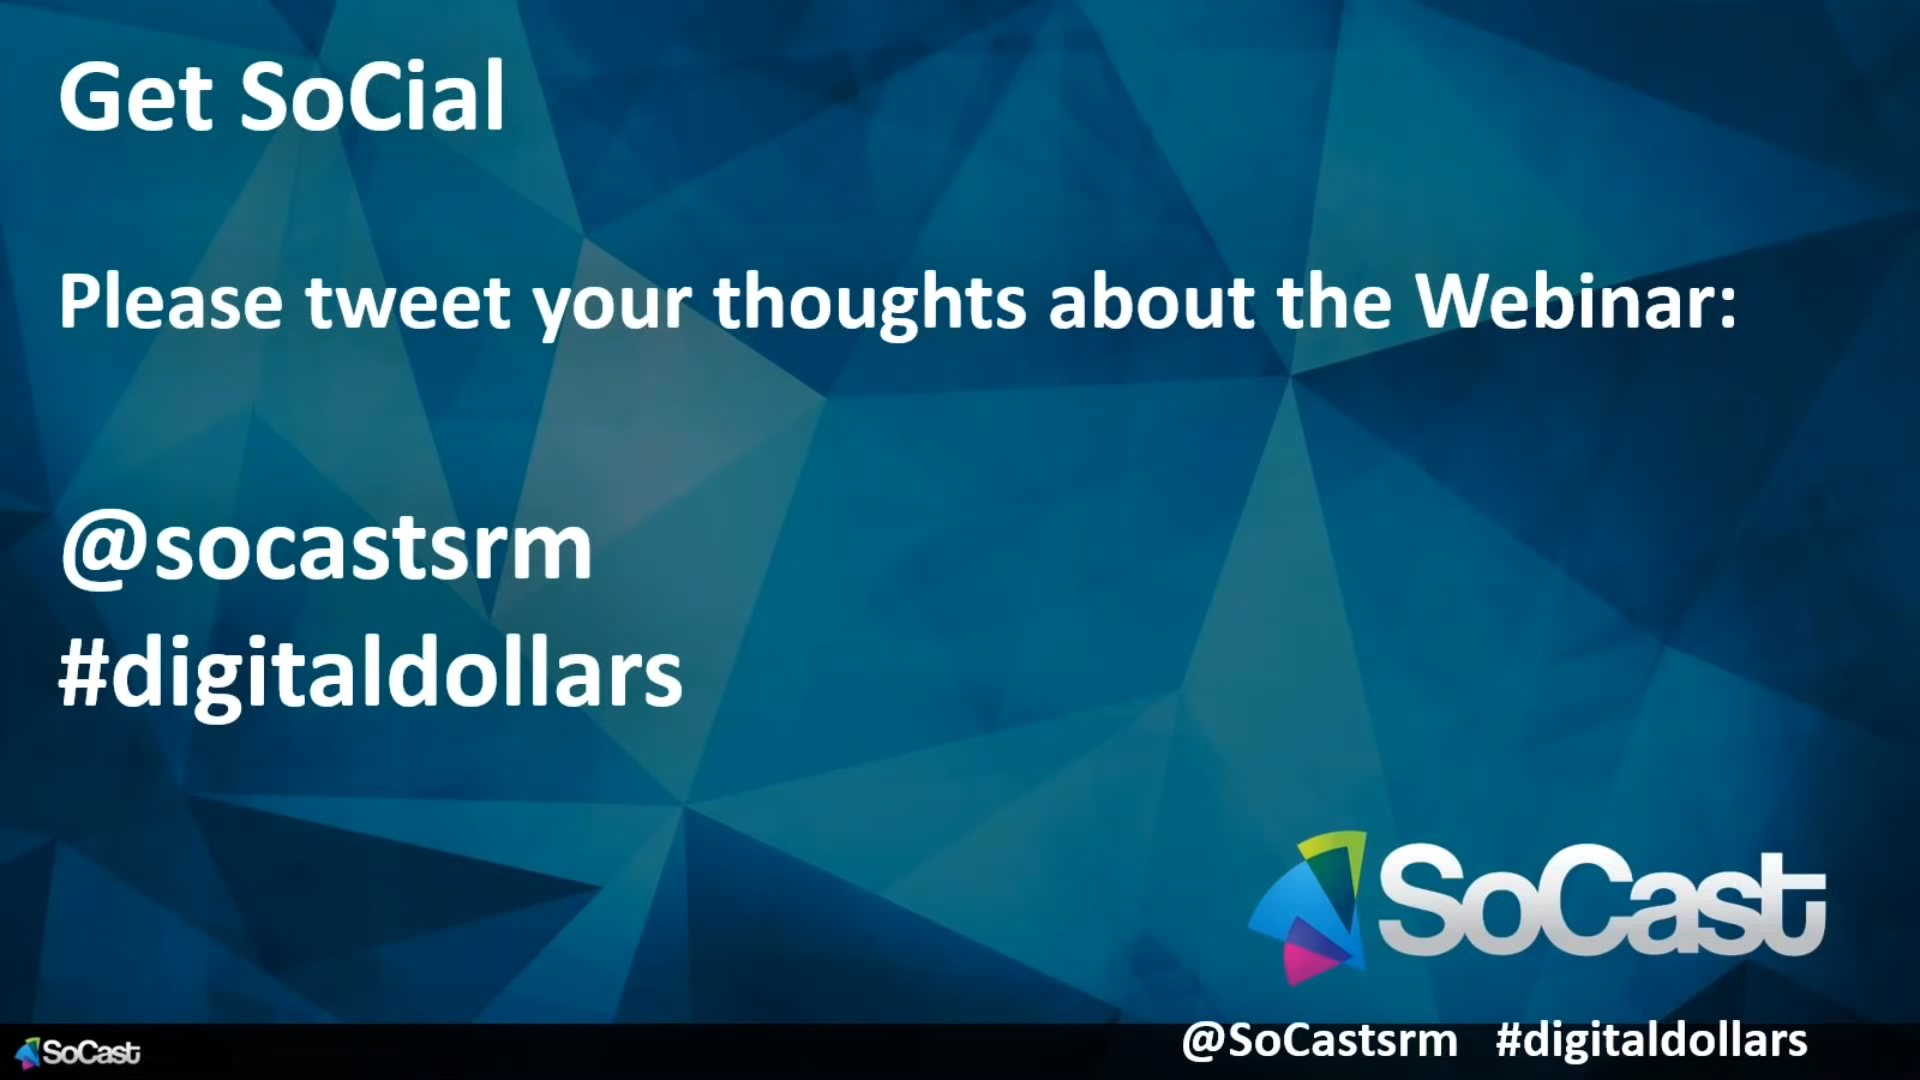 Get SoCial
Please tweet your thoughts about the Webinar:
@socastsrm
#digitaldollars
SoCast
SoCast
@SoCastsrm #digitaldollars